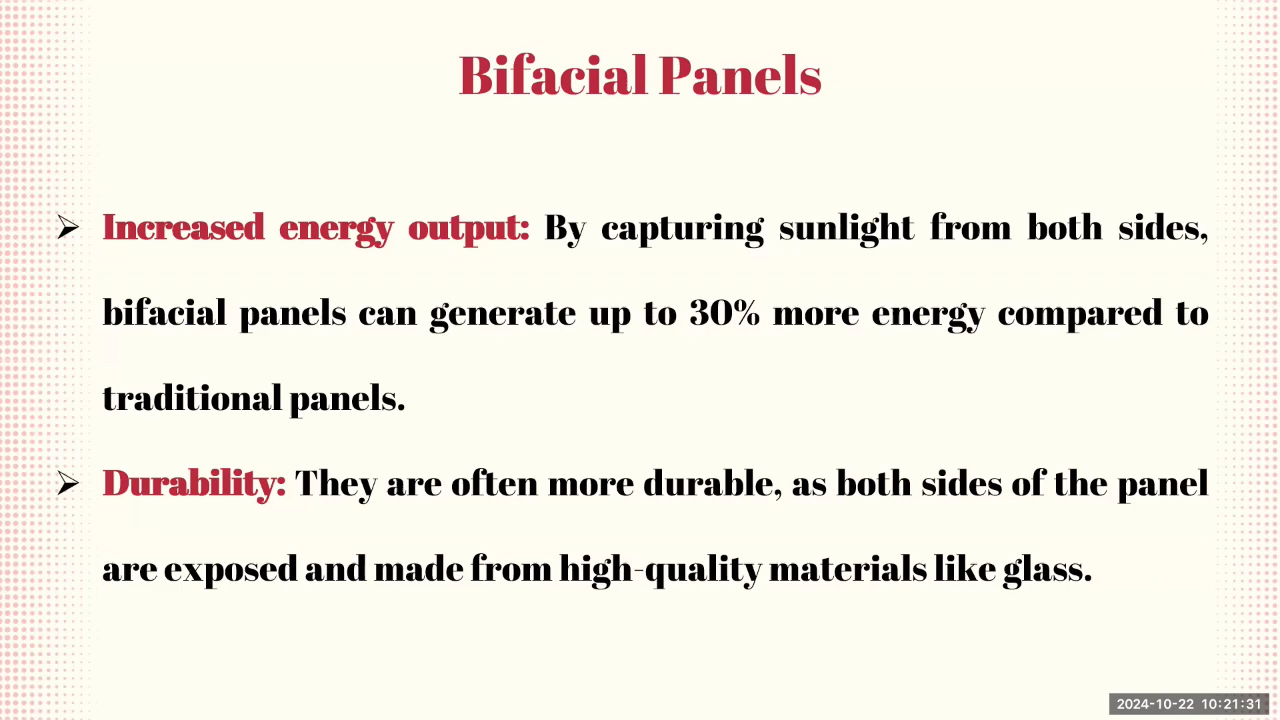 Bifacial Panels
➢ Increased energy output: By capturing sunlight from both sides,
bifacial panels can generate up to 30% more energy compared to
traditional panels.
➢ Durability: They are often more durable, as both sides of the panel
are exposed and made from high-quality materials like glass.
2024-10-22 10:21:31